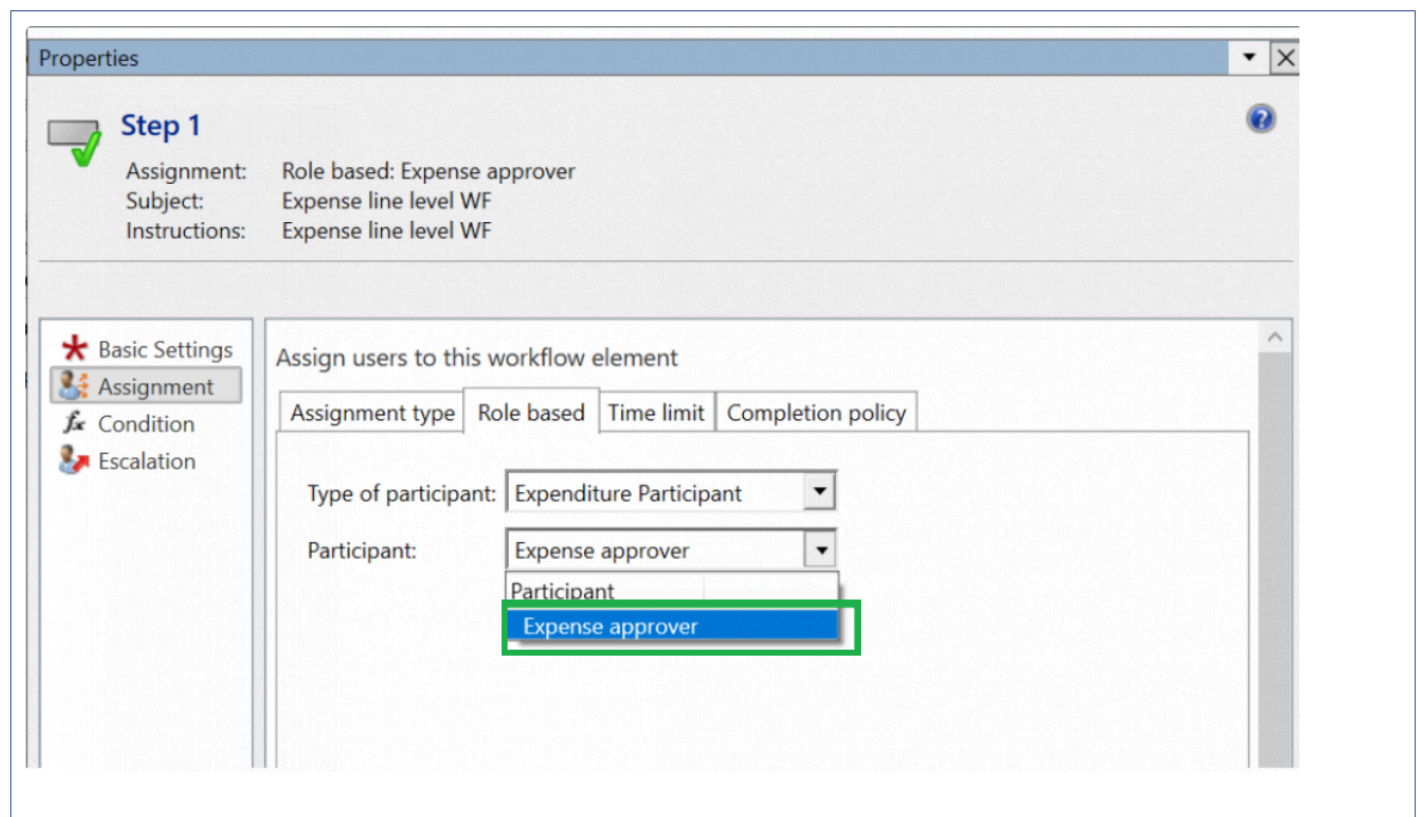 Properties
Step 1
Assignment: Role based: Expense approver
Subject: Expense line level WF
Instructions: Expense line level WF
Basic Settings
Assignment
Condition
Escalation
Assign users to this workflow element
Assignment type Role based Time limit Completion policy
Type of participant: Expenditure Participant
Participant: Expense approver
Participant
Expense approver